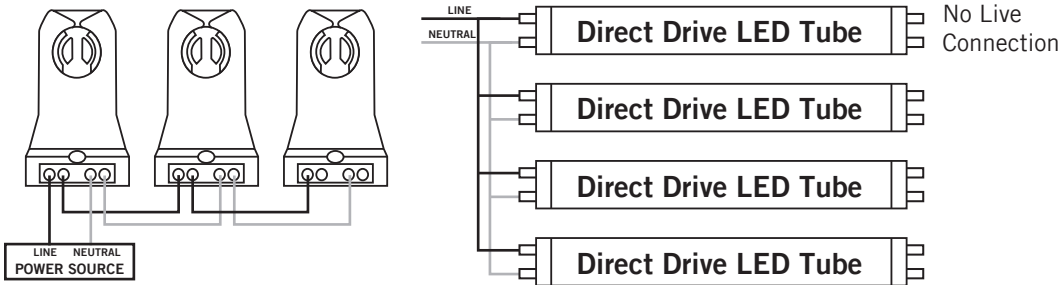 LINE NEUTRAL
POWER SOURCE
LINE
NEUTRAL
Direct Drive LED Tube
No Live
Connection
Direct Drive LED Tube
Direct Drive LED Tube
Direct Drive LED Tube